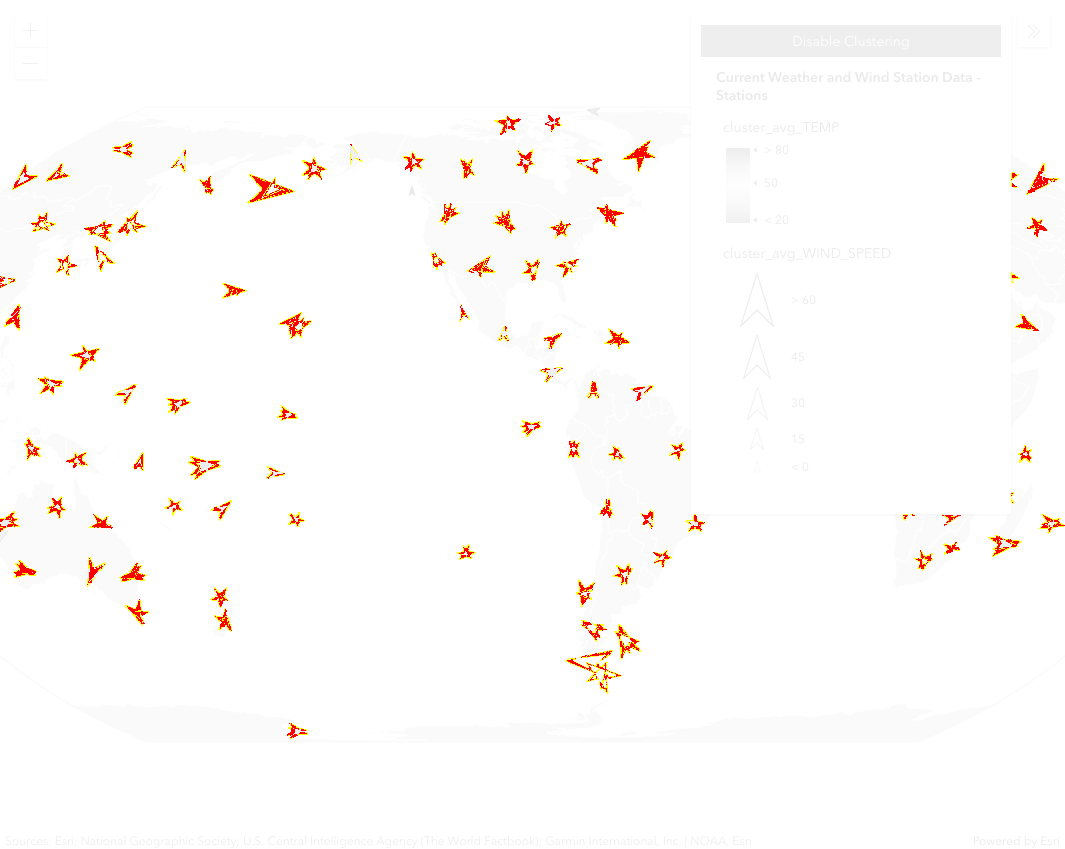 Disable Clustering
Current Weather and Wind Station Data -
Stations
cluster_avg_TEMP
> 80
50
< 20
cluster_avg_WIND_SPEED
> 60
45
30
15
< 0
Sources: Esri; National Geographic Society, U.S. Central Intelligence Agency (The World Factbook); Garmin International, Inc. | NOAA, Esri
Powered by Esri